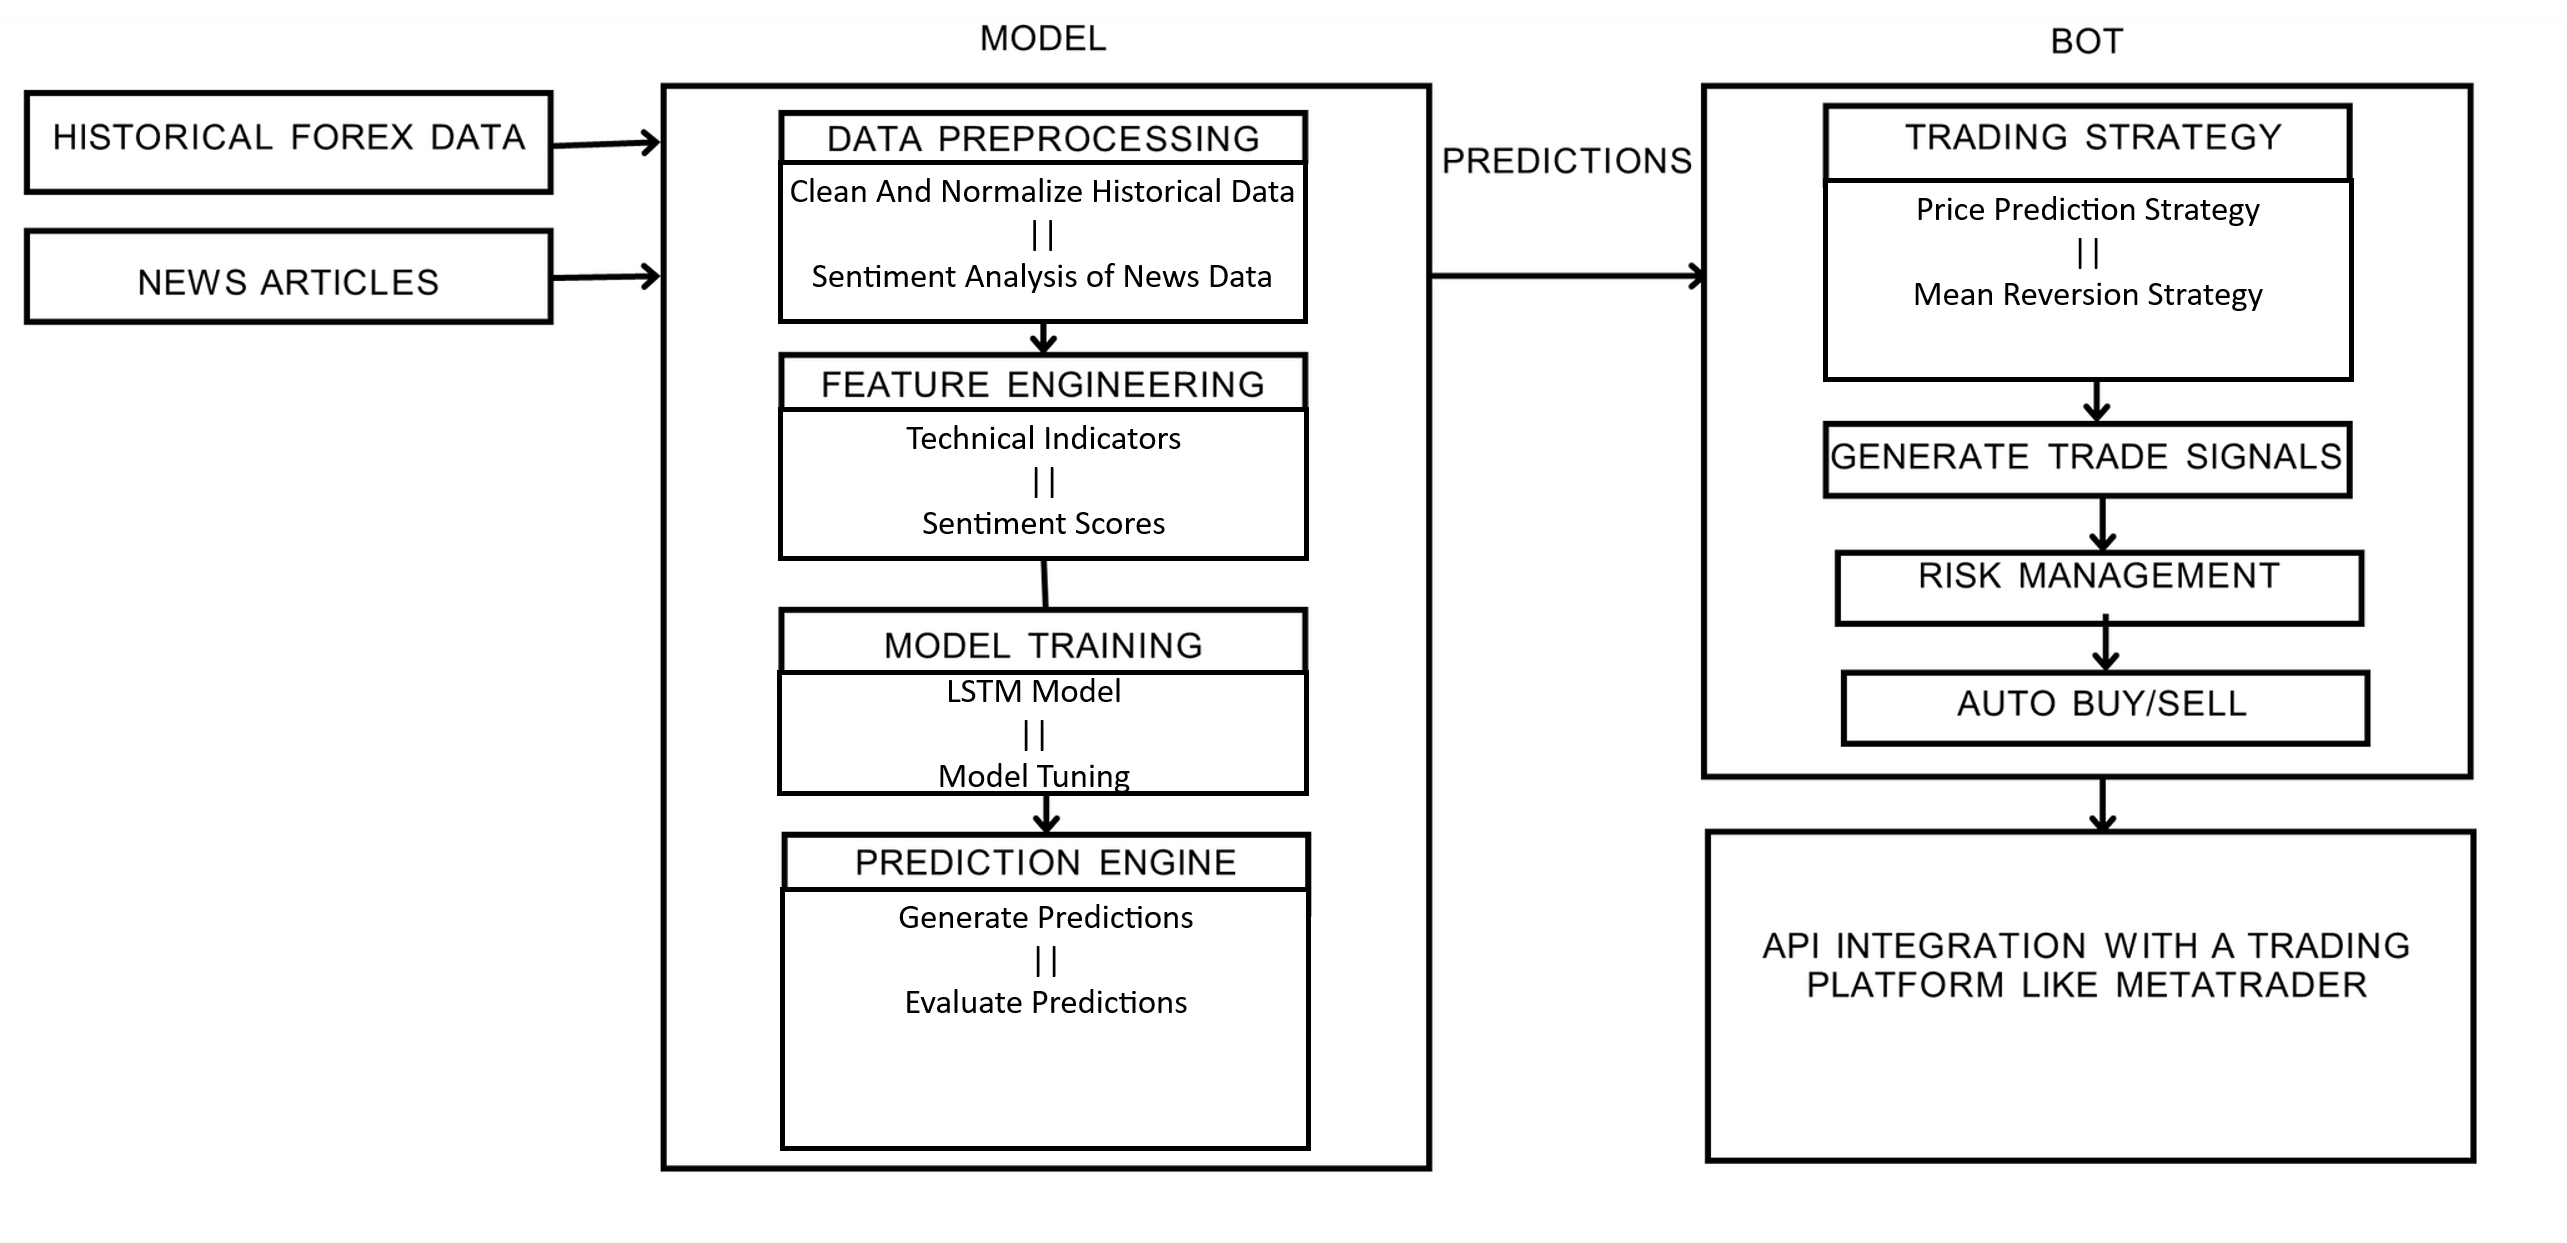 MODEL
BOT
HISTORICAL FOREX DATA
NEWS ARTICLES
DATA PREPROCESSING
Clean And Normalize Historical Data
||
Sentiment Analysis of News Data
FEATURE ENGINEERING
Technical Indicators
||
Sentiment Scores
MODEL TRAINING
LSTM Model
||
Model Tuning
PREDICTION ENGINE
Generate Predictions
||
Evaluate Predictions
PREDICTIONS
TRADING STRATEGY
Price Prediction Strategy
||
Mean Reversion Strategy
GENERATE TRADE SIGNALS
RISK MANAGEMENT
AUTO BUY/SELL
API INTEGRATION WITH A TRADING
PLATFORM LIKE METATRADER